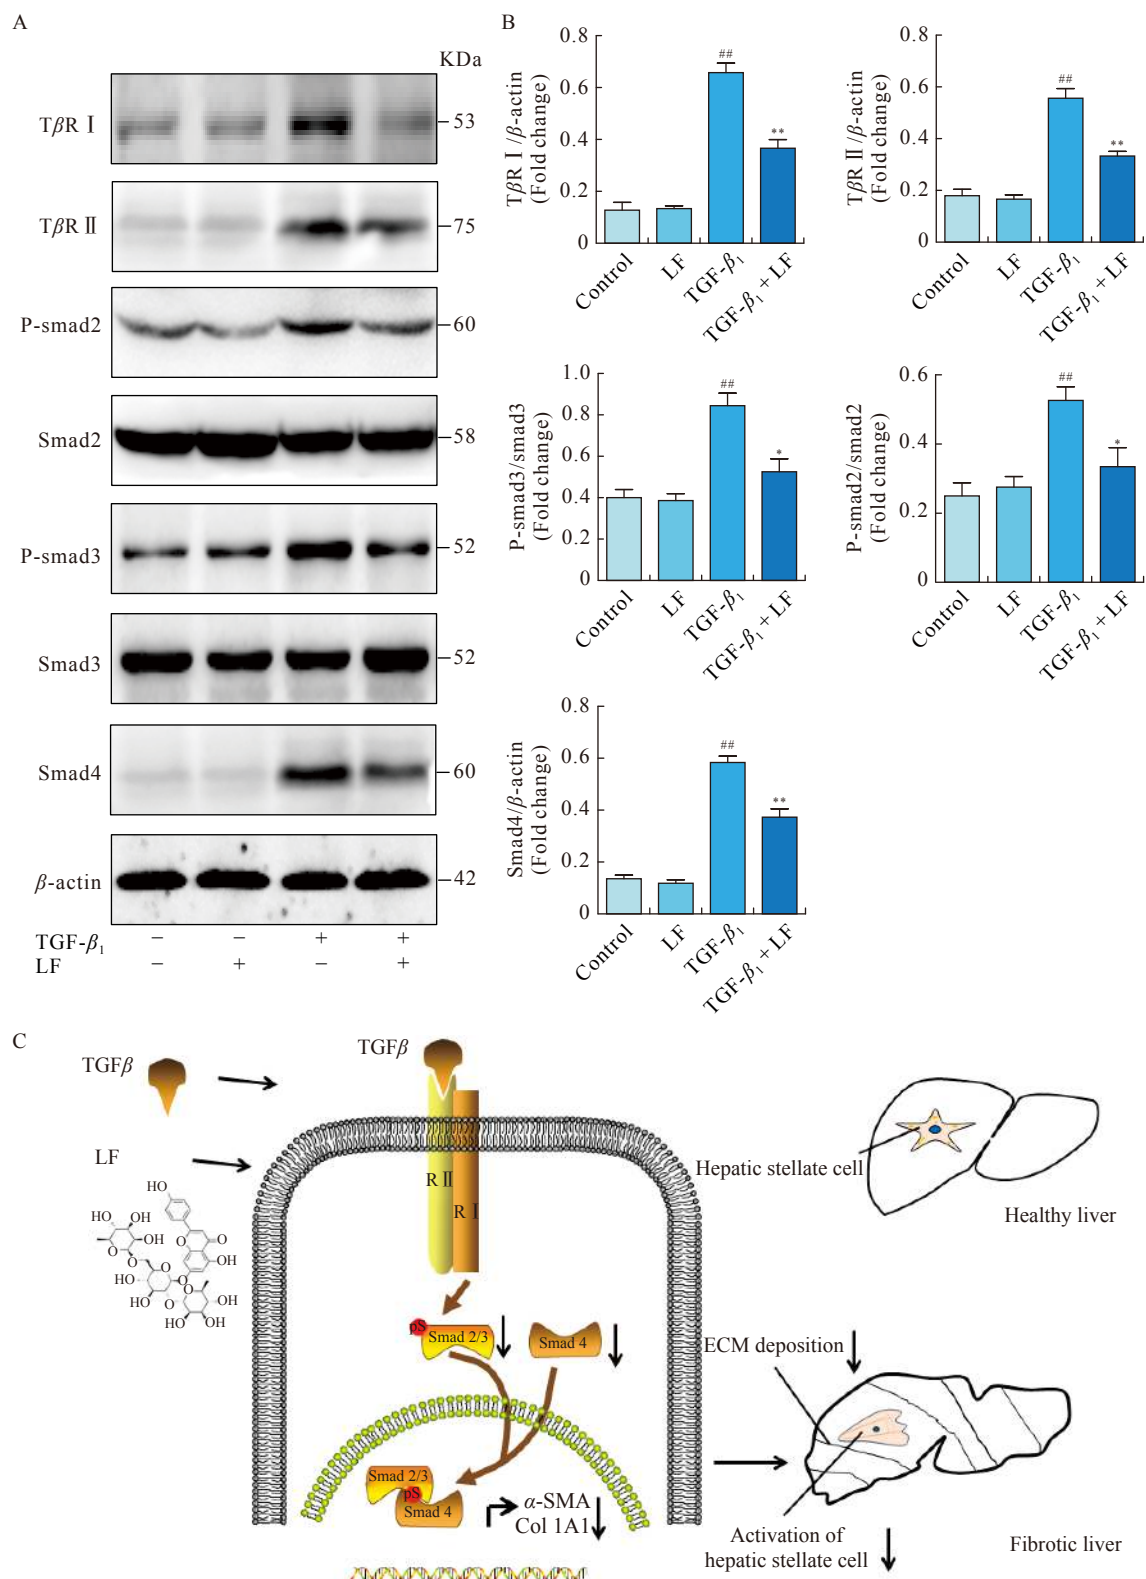 A
KDa
TβR Ⅰ
53
TβR Ⅱ
75
P-smad2
60
Smad2
58
P-smad3
52
Smad3
52
Smad4
60
β-actin
42
TGF-β₁ − − + +
LF − + − +
B
TβR Ⅰ/β-actin
(Fold change)
0.8
0.6
0.4
0.2
0
##
**
Control
LF
TGF-β₁
TGF-β₁ + LF
TβR Ⅱ/β-actin
(Fold change)
0.8
0.6
0.4
0.2
0
##
**
Control
LF
TGF-β₁
TGF-β₁ + LF
P-smad3/smad3
(Fold change)
1.0
0.8
0.6
0.4
0.2
0
##
*
Control
LF
TGF-β₁
TGF-β₁ + LF
P-smad2/smad2
(Fold change)
0.6
0.4
0.2
0
##
*
Control
LF
TGF-β₁
TGF-β₁ + LF
Smad4/β-actin
(Fold change)
0.8
0.6
0.4
0.2
0
##
**
Control
LF
TGF-β₁
TGF-β₁ + LF
C
TGFβ
TGFβ
LF
R Ⅱ
R Ⅰ
HO
HO
OH
OH
O
O
O
O
OH
HO
HO
O
O
O
O
HO
OH
OH
HO
OH
pS
Smad 2/3
Smad 4
Smad 2/3
pS
Smad 4
α-SMA
Col 1A1
Hepatic stellate cell
Healthy liver
ECM deposition
Activation of
hepatic stellate cell
Fibrotic liver